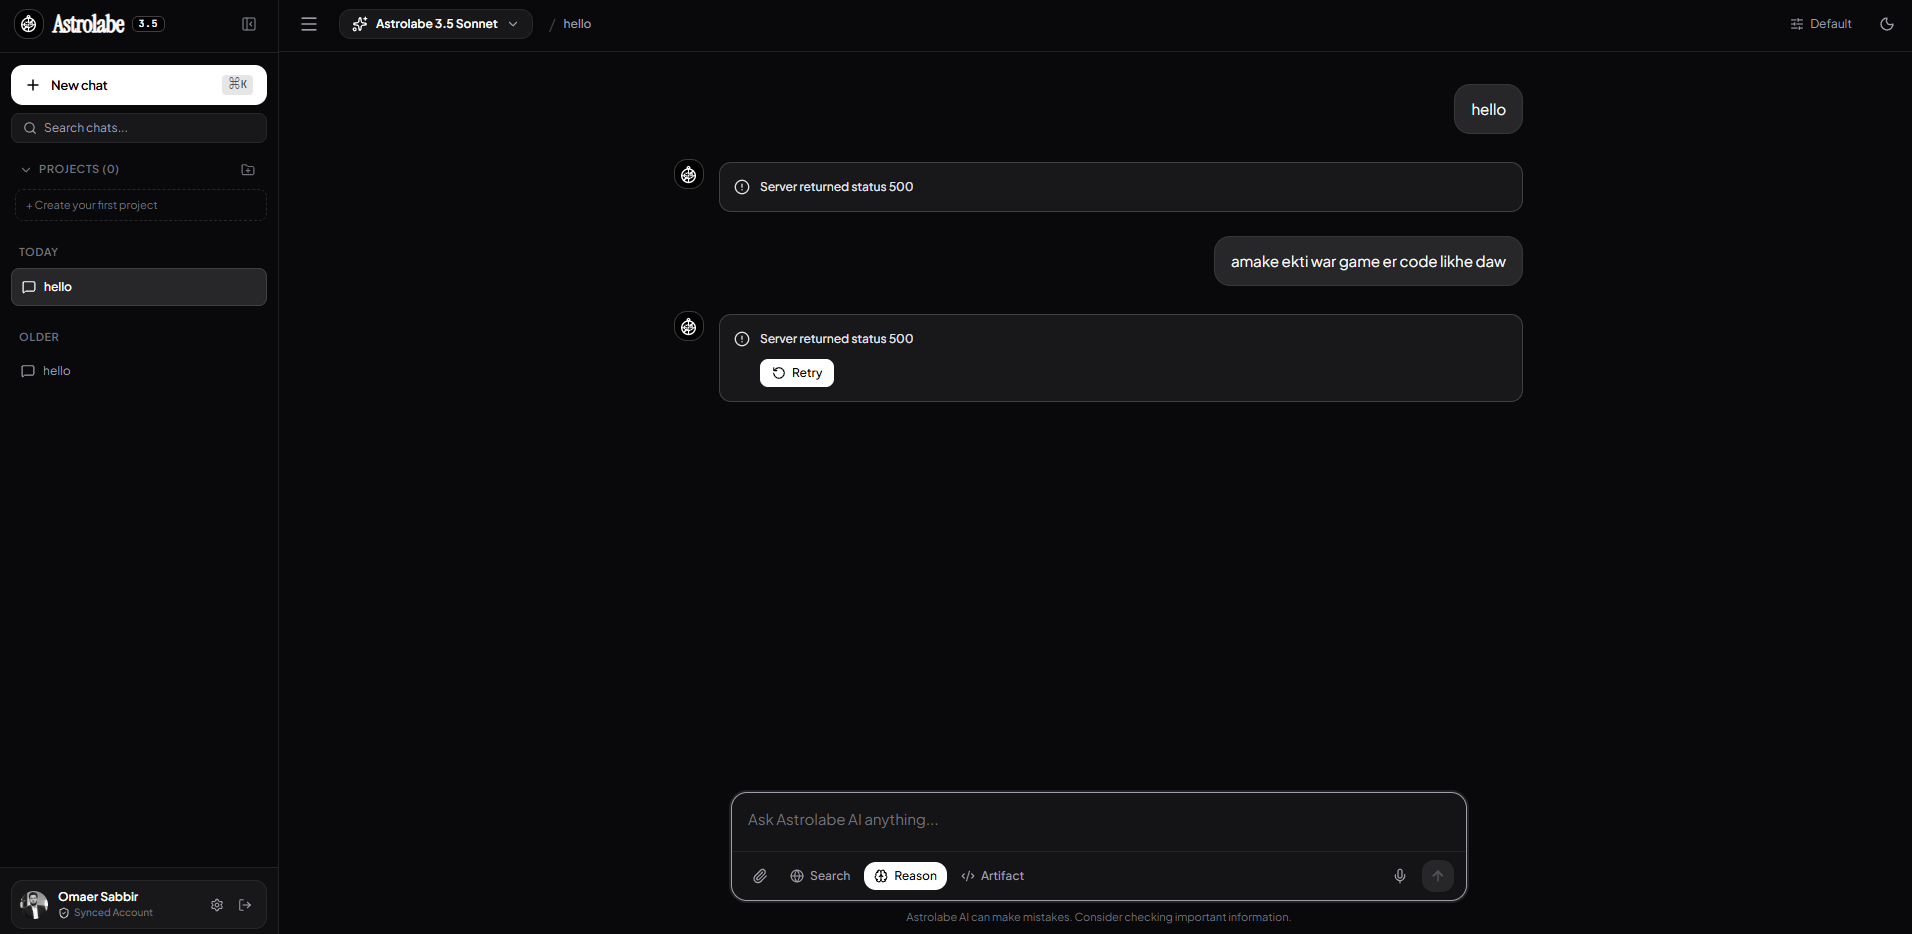 Astrolabe 3.5
New chat ⌘K
Search chats...
PROJECTS (0)
+ Create your first project
TODAY
hello
OLDER
hello
Omaer Sabbir
Synced Account
Astrolabe 3.5 Sonnet / hello
Default
hello
Server returned status 500
amake ekti war game er code likhe daw
Server returned status 500
Retry
Ask Astrolabe AI anything...
Search Reason Artifact
Astrolabe AI can make mistakes. Consider checking important information.